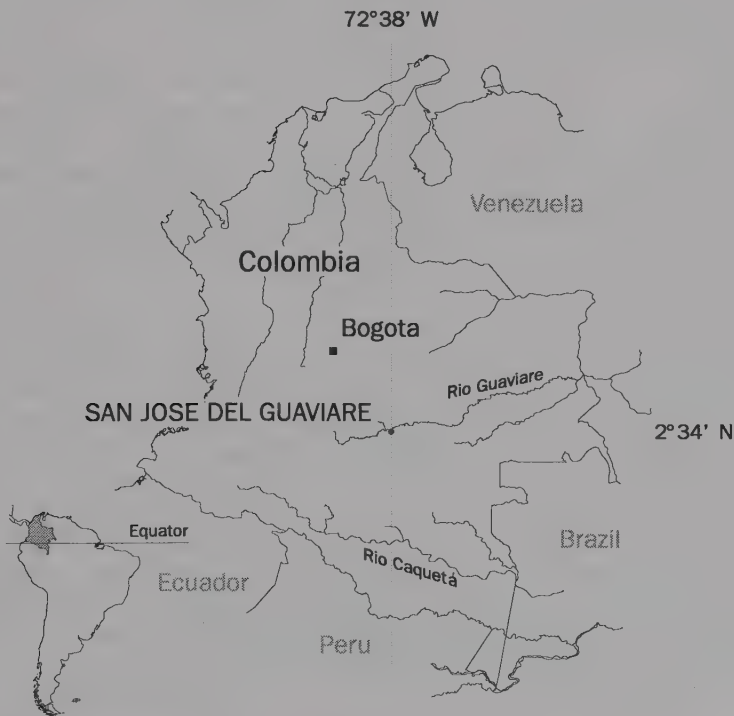 72°38' W
Venezuela
Colombia
Bogota
Rio Guaviare
SAN JOSE DEL GUAVIARE
2°34' N
Equator
Brazil
Rio Caquetá
Ecuador
Peru